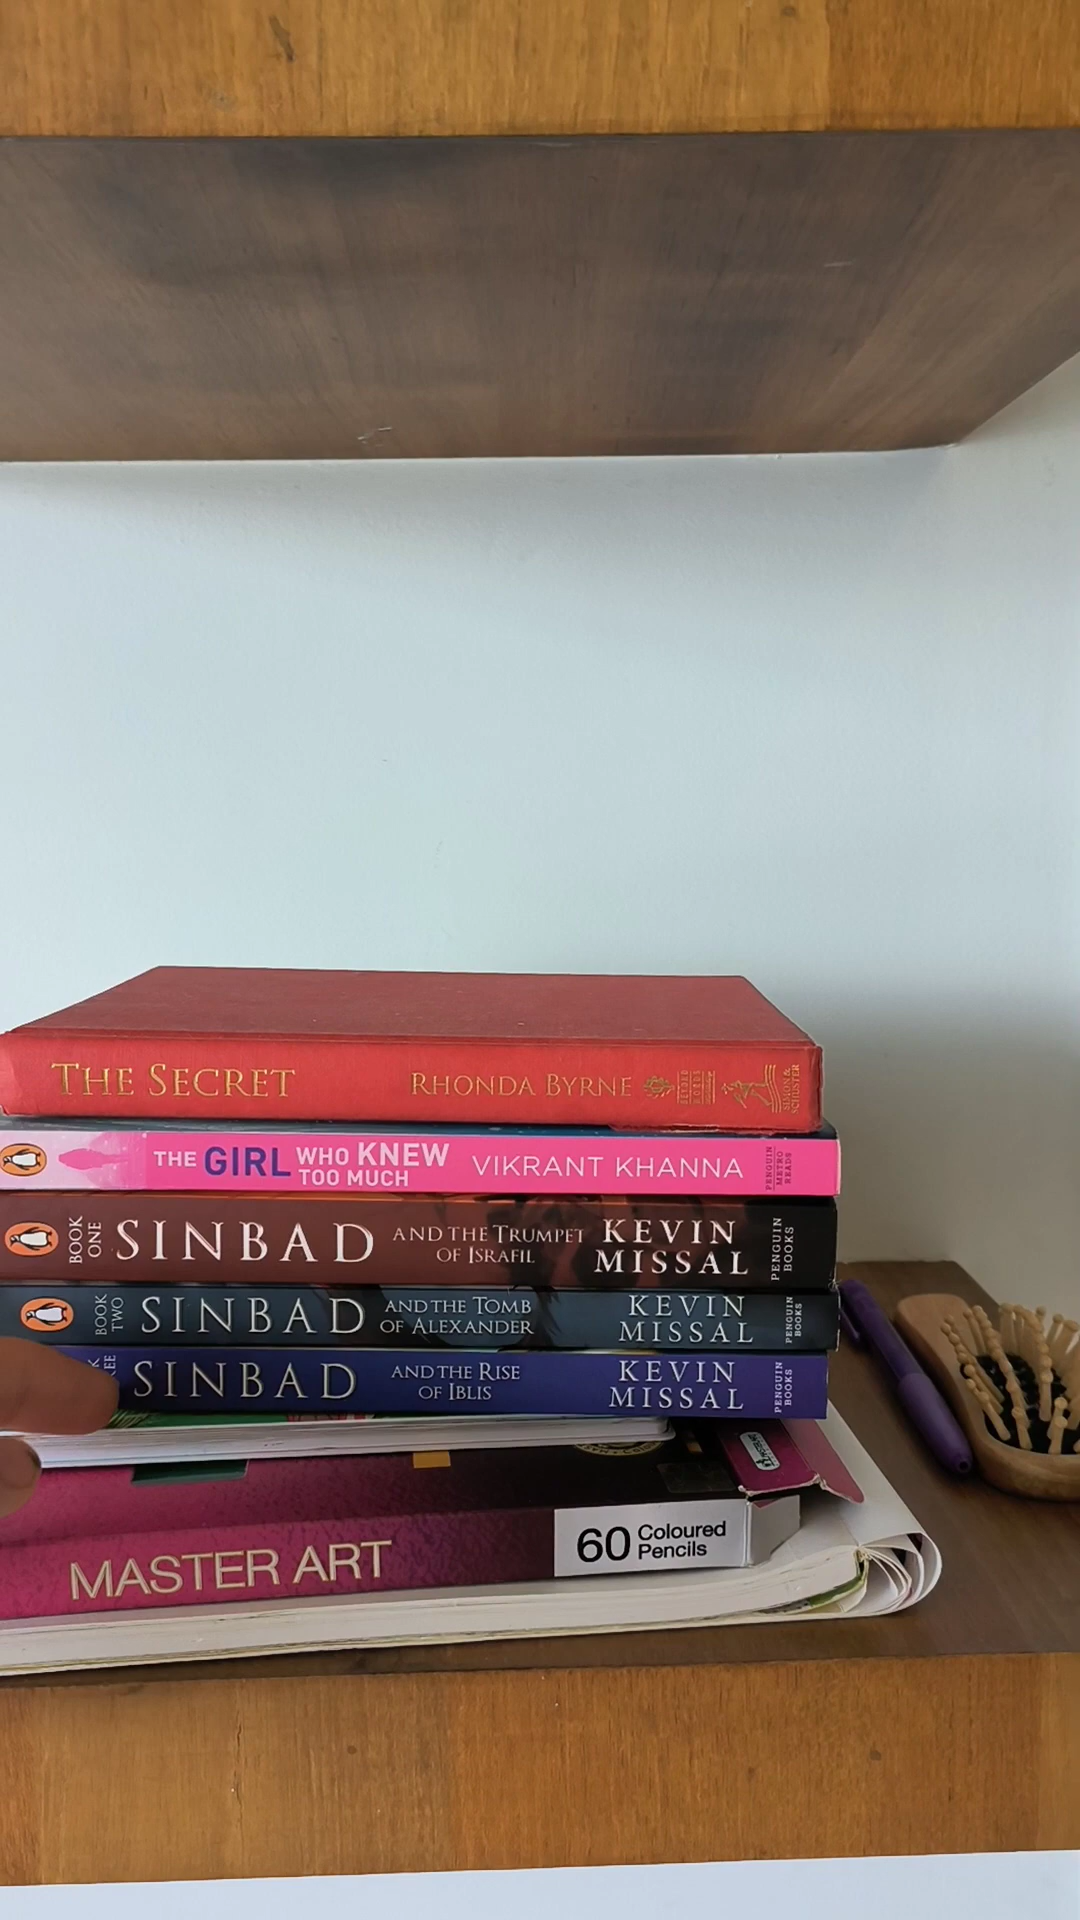 THE SECRET RHONDA BYRNE SIMON & SCHUSTER
THE GIRL WHO KNEW TOO MUCH VIKRANT KHANNA PENGUIN METRO READS
BOOK ONE SINBAD AND THE TRUMPET OF ISRAFIL KEVIN MISSAL PENGUIN BOOKS
BOOK TWO SINBAD AND THE TOMB OF ALEXANDER KEVIN MISSAL PENGUIN BOOKS
SINBAD AND THE RISE OF IBLIS KEVIN MISSAL PENGUIN BOOKS
MASTER ART 60 Coloured Pencils